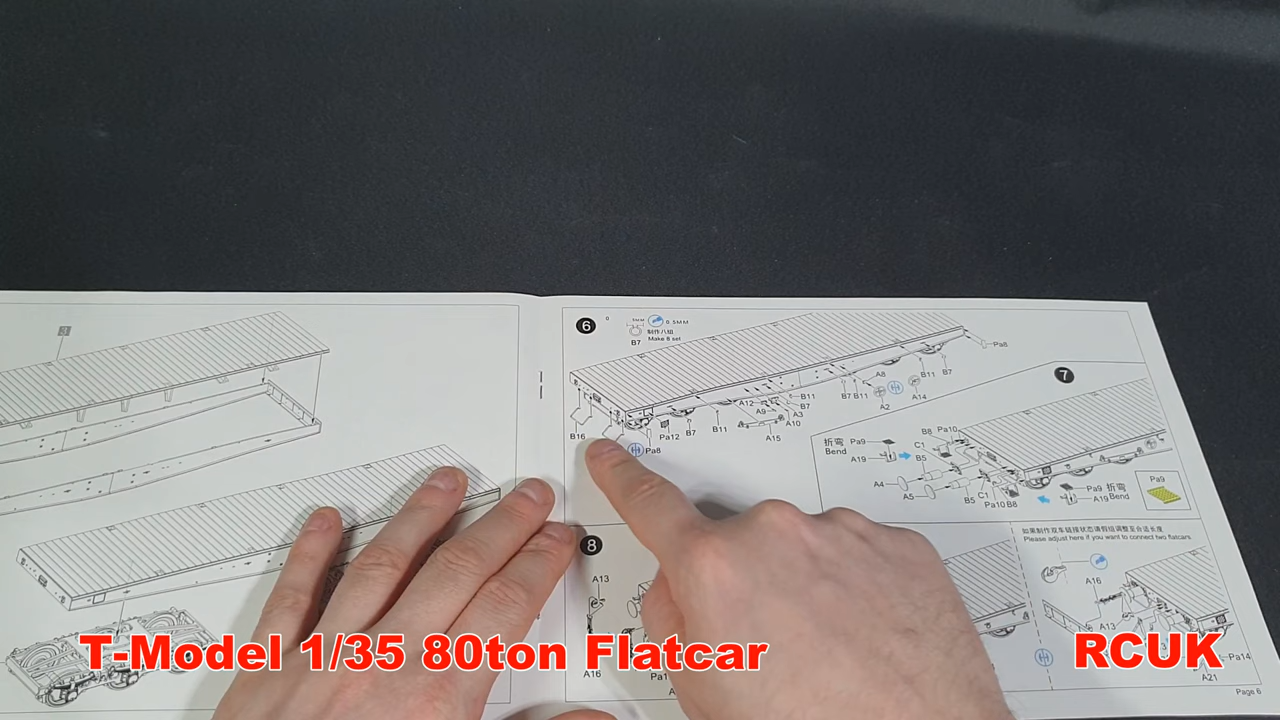 3
6
0
5MM
0.5MM
制作八组
Make 8 set
B7
Pa8
A8
B11 B7
B7 B11
A2
A14
A12
B11
B7
A9
A3
A10
A15
B16
Pa12
B7
B11
Pa8
7
折弯
Bend
Pa9
A19
B8
Pa10
C1
B5
A4
A5
B5
C1
Pa10 B8
Pa9 折弯
A19 Bend
Pa9
8
A13
A16
如果制作双车链接状态请假组调整至合适长度
Please adjust here if you want to connect two flatcars.
A16
A13
Pa14
A21
Page 6
T-Model 1/35 80ton Flatcar
RCUK